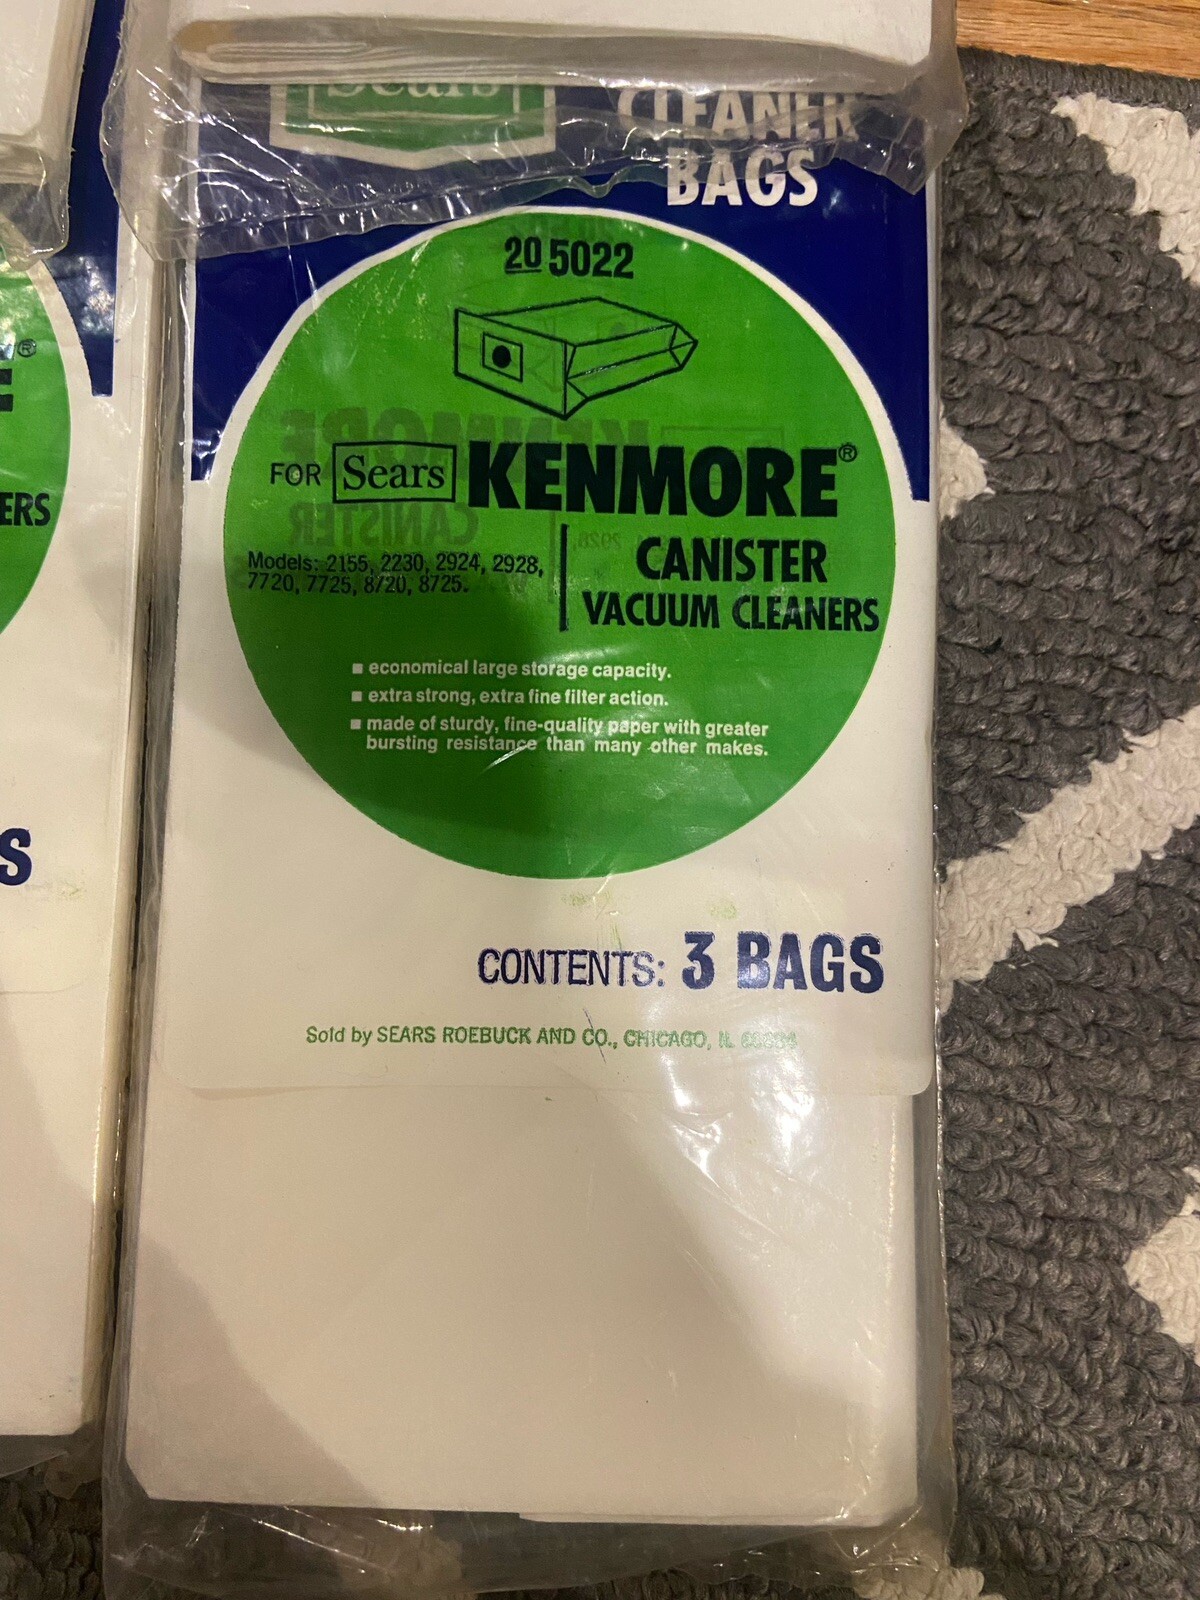 Sears
CLEANER
BAGS
20 5022
FOR Sears KENMORE®
Models: 2155, 2230, 2924, 2928,
7720, 7725, 8720, 8725.
CANISTER
VACUUM CLEANERS
■ economical large storage capacity.
■ extra strong, extra fine filter action.
■ made of sturdy, fine-quality paper with greater
bursting resistance than many other makes.
CONTENTS: 3 BAGS
Sold by SEARS ROEBUCK AND CO., CHICAGO, IL
E®
ERS
S